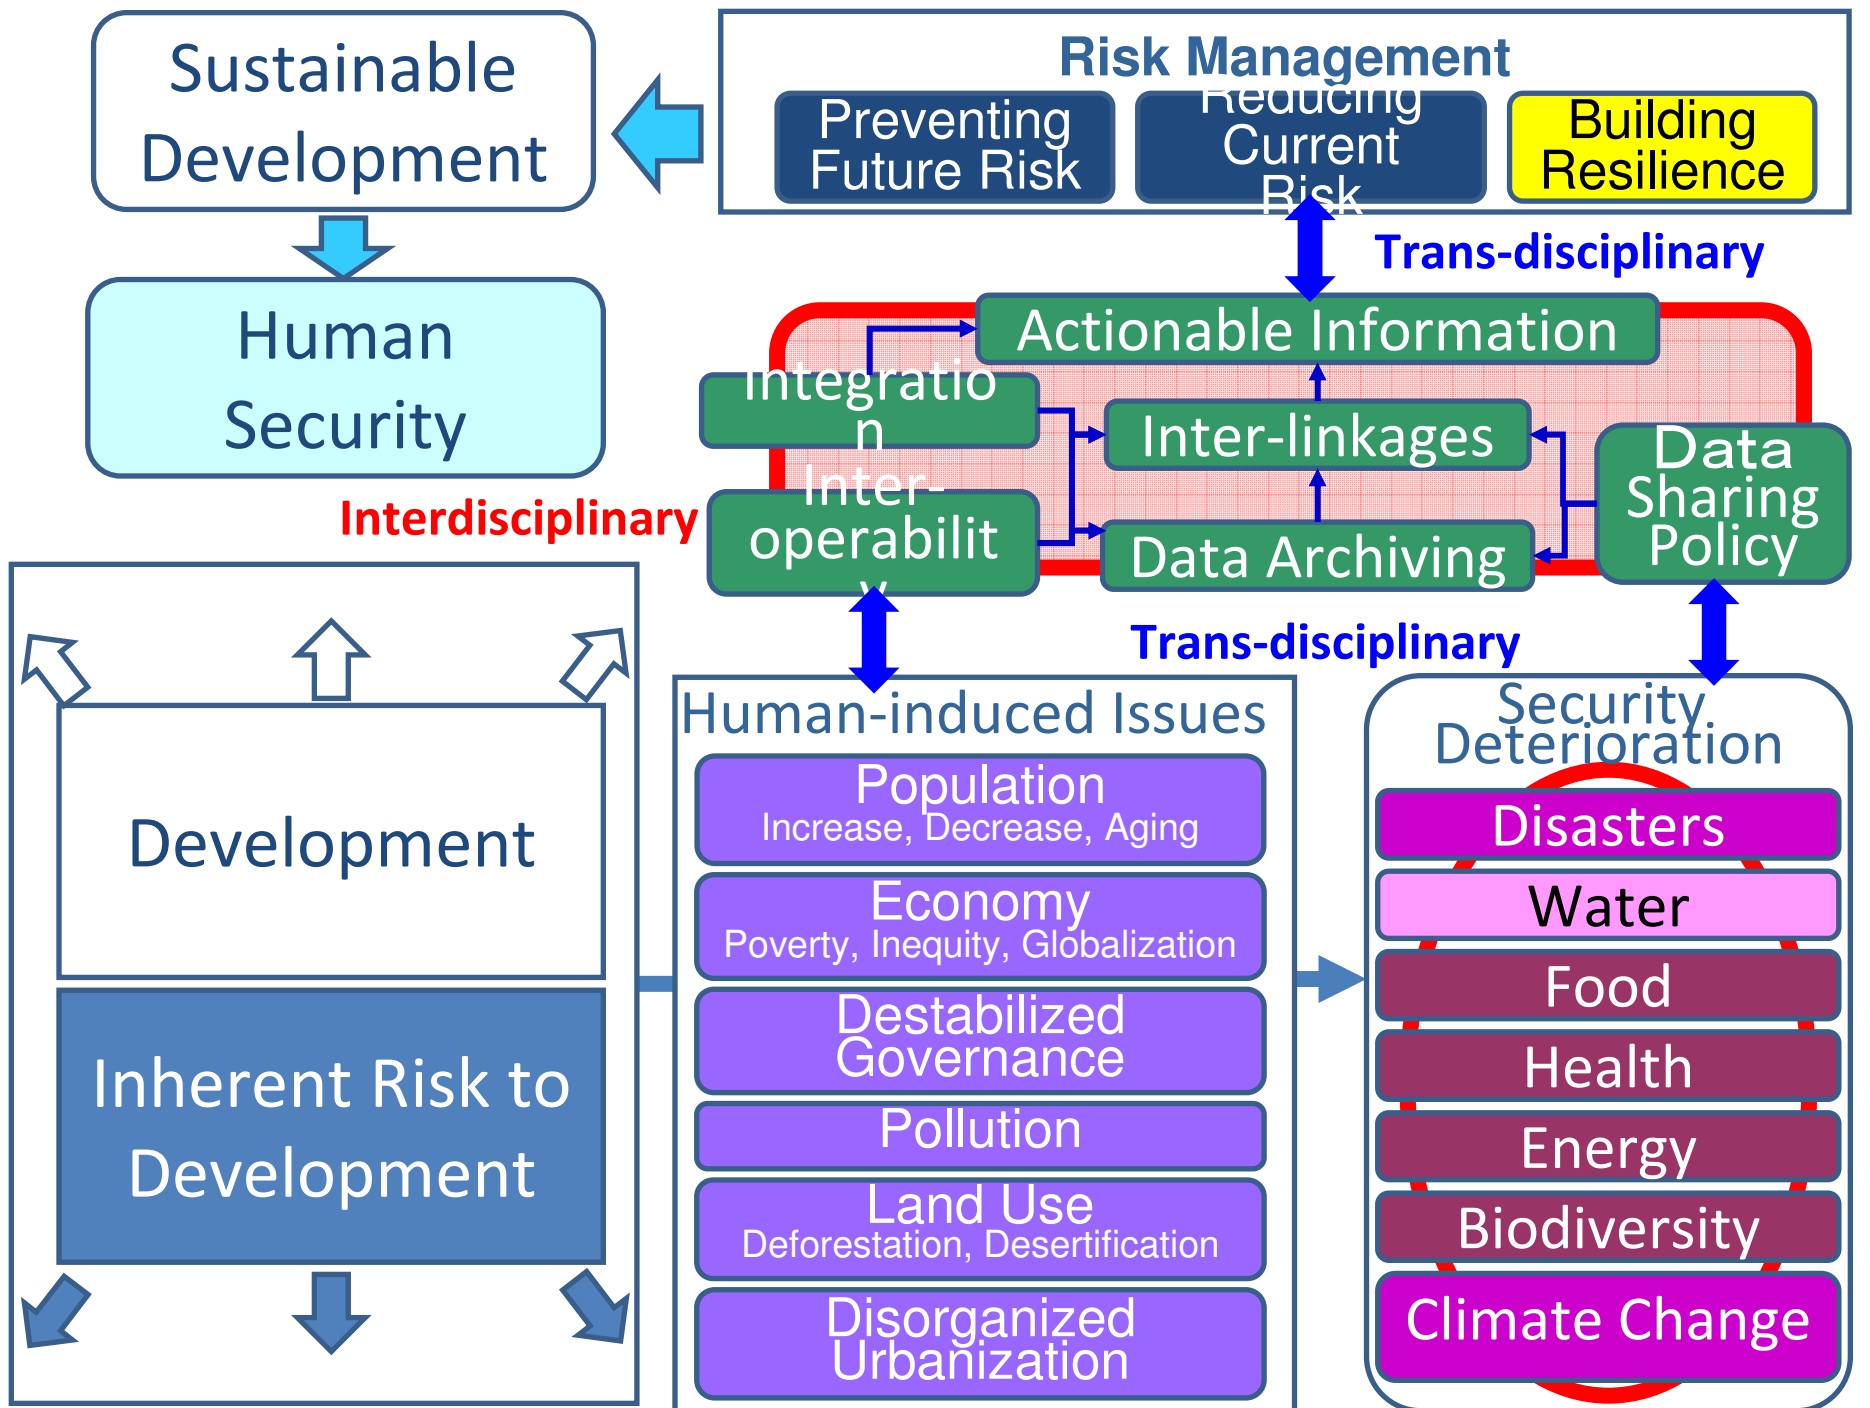 Sustainable
Development
Risk Management
Preventing
Future Risk
Reducing
Current
Risk
Building
Resilience
Trans-disciplinary
Human
Security
Actionable Information
Integratio
n
Inter-linkages
Data
Sharing
Policy
Interdisciplinary
Inter-
operabilit
y
Data Archiving
Trans-disciplinary
Development
Inherent Risk to
Development
Human-induced Issues
Population
Increase, Decrease, Aging
Economy
Poverty, Inequity, Globalization
Destabilized
Governance
Pollution
Land Use
Deforestation, Desertification
Disorganized
Urbanization
Security
Deterioration
Disasters
Water
Food
Health
Energy
Biodiversity
Climate Change